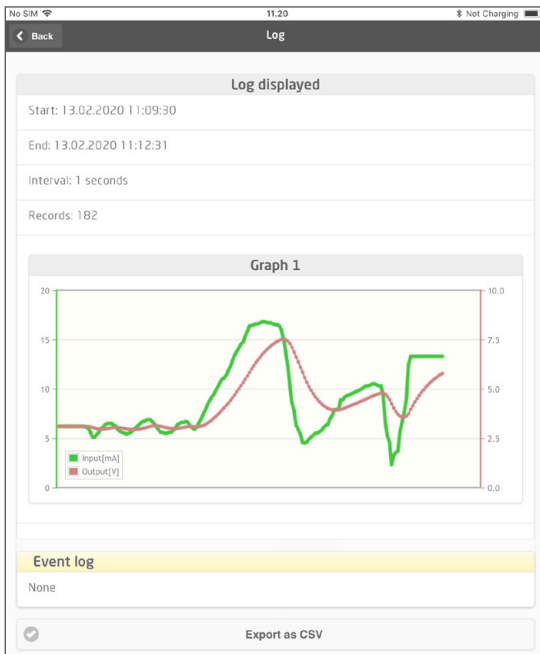 No SIM 11.20 Not Charging
Back Log
Log displayed
Start: 13.02.2020 11:09:30
End: 13.02.2020 11:12:31
Interval: 1 seconds
Records: 182
Graph 1
20 10.0
15 7.5
10 5.0
5 2.5
Input[mA]
Output[V]
0 0.0
Event log
None
Export as CSV